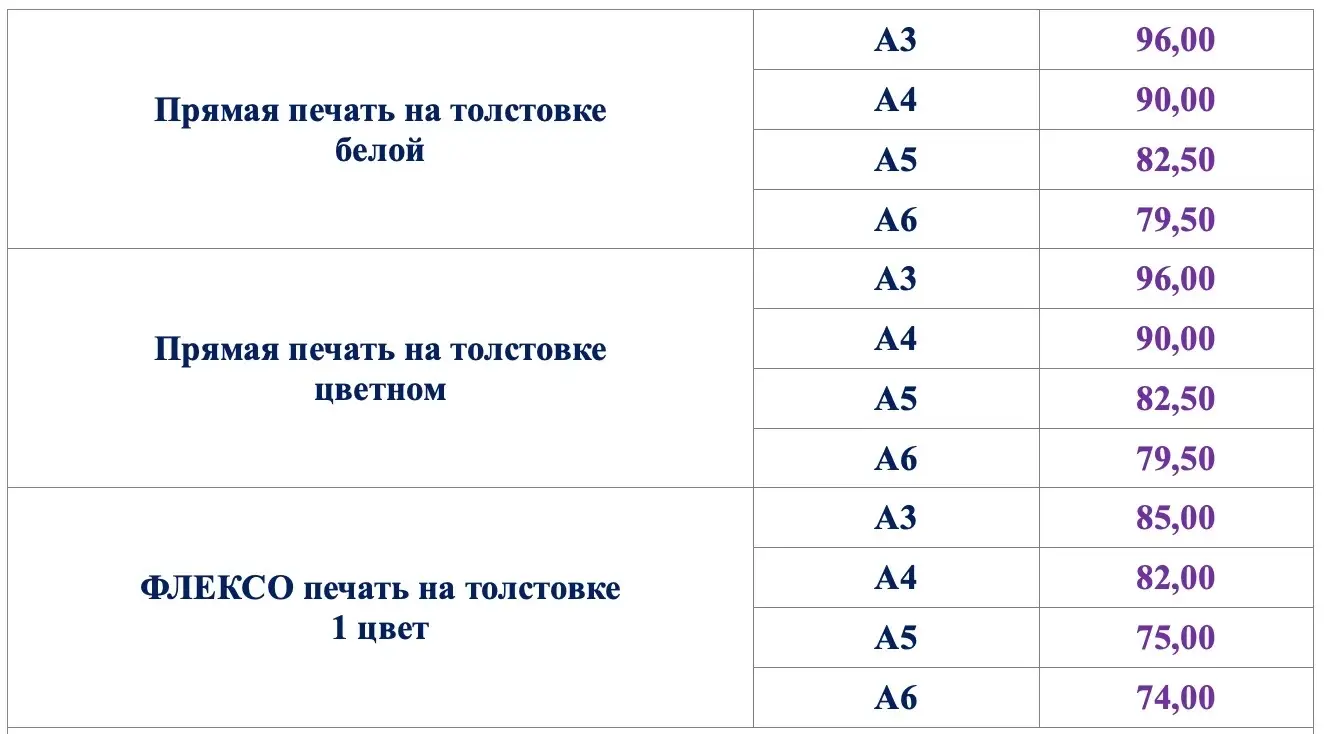 Прямая печать на толстовке
белой
А3 96,00
А4 90,00
А5 82,50
А6 79,50
Прямая печать на толстовке
цветном
А3 96,00
А4 90,00
А5 82,50
А6 79,50
ФЛЕКСО печать на толстовке
1 цвет
А3 85,00
А4 82,00
А5 75,00
А6 74,00